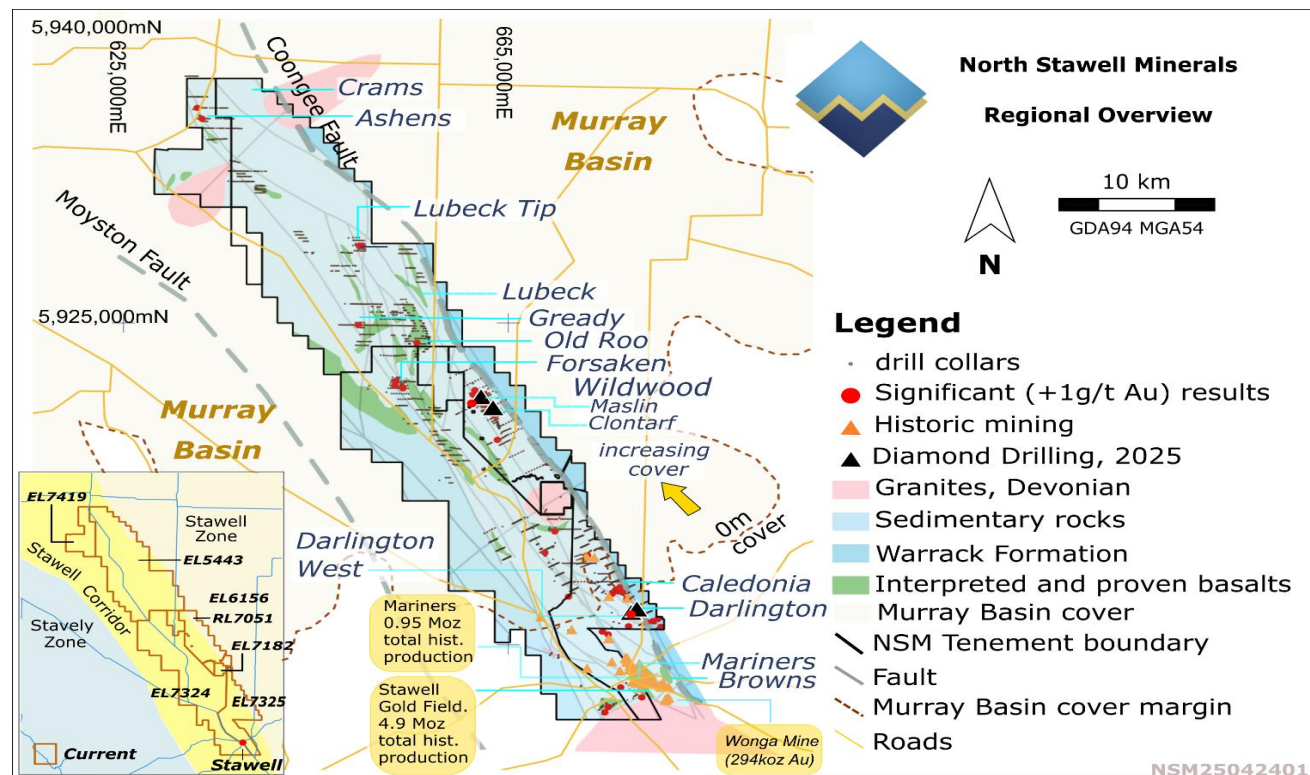 5,940,000mN
625,000mE
665,000mE
Coongee Fault
Crams
Ashens
Murray
Basin
Moyston Fault
Lubeck Tip
5,925,000mN
Lubeck
Gready
Old Roo
Forsaken
Wildwood
Maslin
Clontarf
Murray
Basin
increasing
cover
0m
cover
Darlington
West
Caledonia
Darlington
Mariners
0.95 Moz
total hist.
production
Mariners
Browns
Stawell
Gold Field.
4.9 Moz
total hist.
production
Wonga Mine
(294koz Au)
EL7419
Stawell
Zone
EL5443
Stawell Corridor
EL6156
RL7051
Stavely
Zone
EL7182
EL7324
EL7325
Current
Stawell
North Stawell Minerals
Regional Overview
N
10 km
GDA94 MGA54
Legend
drill collars
Significant (+1g/t Au) results
Historic mining
Diamond Drilling, 2025
Granites, Devonian
Sedimentary rocks
Warrack Formation
Interpreted and proven basalts
Murray Basin cover
NSM Tenement boundary
Fault
Murray Basin cover margin
Roads
NSM25042401